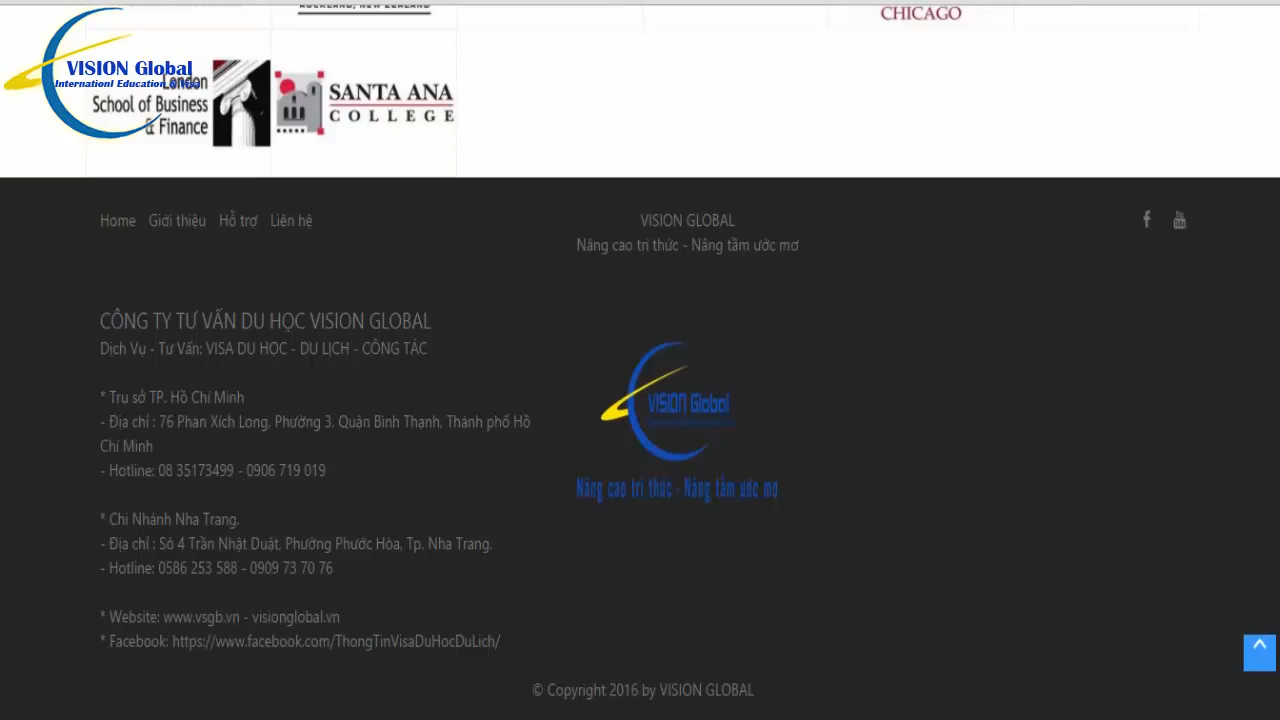 AUCKLAND, NEW ZEALAND
CHICAGO
VISION Global
Internationl Education &
London
School of Business
& Finance
SANTA ANA
COLLEGE
Home Giới thiệu Hỗ trợ Liên hệ
VISION GLOBAL
Nâng cao tri thức - Nâng tầm ước mơ
You
Tube
CÔNG TY TƯ VẤN DU HỌC VISION GLOBAL
Dịch Vụ - Tư Vấn: VISA DU HỌC - DU LỊCH - CÔNG TÁC
* Trụ sở TP. Hồ Chí Minh
- Địa chỉ : 76 Phan Xích Long, Phường 3, Quận Bình Thạnh, Thành phố Hồ
Chí Minh
- Hotline: 08 35173499 - 0906 719 019
* Chi Nhánh Nha Trang.
- Địa chỉ : Số 4 Trần Nhật Duật, Phường Phước Hòa, Tp. Nha Trang.
- Hotline: 0586 253 588 - 0909 73 70 76
* Website: www.vsgb.vn - visionglobal.vn
* Facebook: https://www.facebook.com/ThongTinVisaDuHocDuLich/
VISION Global
Nâng cao tri thức - Nâng tầm ước mơ
© Copyright 2016 by VISION GLOBAL